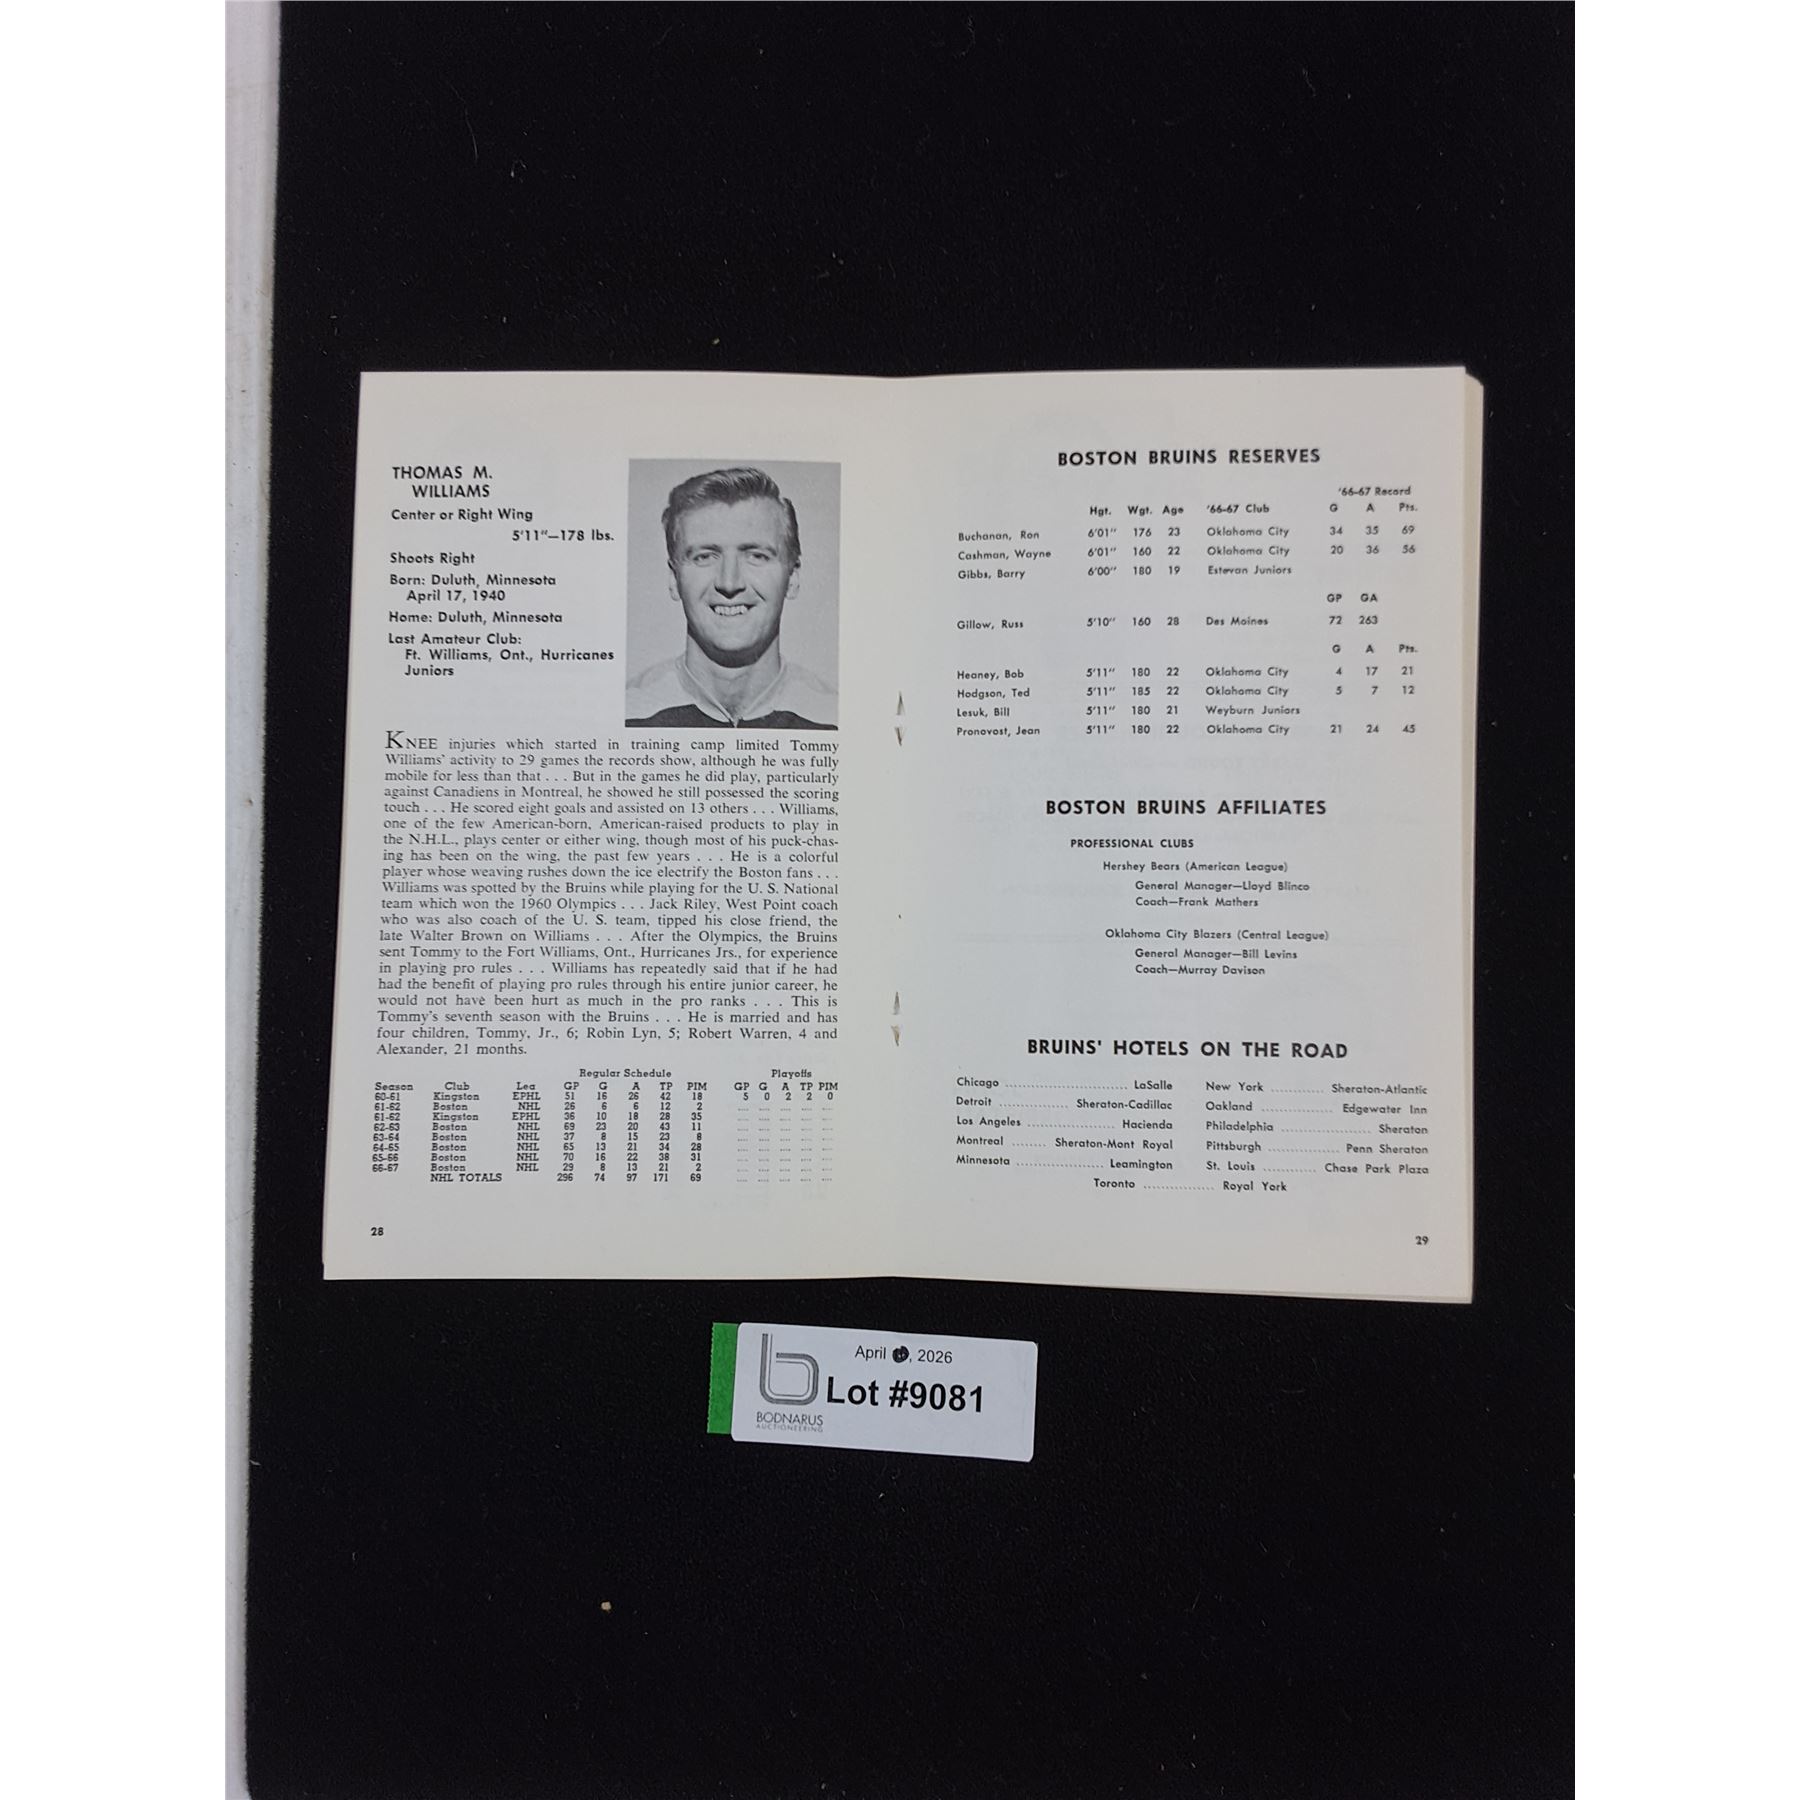 THOMAS M.
WILLIAMS
Center or Right Wing
5'11"—178 lbs.
Shoots Right
Born: Duluth, Minnesota
April 17, 1940
Home: Duluth, Minnesota
Last Amateur Club:
Ft. Williams, Ont., Hurricanes
Juniors
KNEE injuries which started in training camp limited Tommy
Williams' activity to 29 games the records show, although he was fully
mobile for less than that . . . But in the games he did play, particularly
against Canadiens in Montreal, he showed he still possessed the scoring
touch . . . He scored eight goals and assisted on 13 others . . . Williams,
one of the few American-born, American-raised products to play in
the N.H.L., plays center or either wing, though most of his puck-chas-
ing has been on the wing, the past few years . . . He is a colorful
player whose weaving rushes down the ice electrify the Boston fans . . .
Williams was spotted by the Bruins while playing for the U. S. National
team which won the 1960 Olympics . . . Jack Riley, West Point coach
who was also coach of the U. S. team, tipped his close friend, the
late Walter Brown on Williams . . . After the Olympics, the Bruins
sent Tommy to the Fort Williams, Ont., Hurricanes Jrs., for experience
in playing pro rules . . . Williams has repeatedly said that if he had
had the benefit of playing pro rules through his entire junior career, he
would not have been hurt as much in the pro ranks . . . This is
Tommy's seventh season with the Bruins . . . He is married and has
four children, Tommy, Jr., 6; Robin Lyn, 5; Robert Warren, 4 and
Alexander, 21 months.
Regular Schedule Playoffs
Season Club Lea GP G A TP PIM GP G A TP PIM
60-61 Kingston EPHL 51 16 26 42 18 5 0 2 2 0
61-62 Boston NHL 26 6 6 12 2 .... .... .... .... ....
61-62 Kingston EPHL 36 10 18 28 35 .... .... .... .... ....
62-63 Boston NHL 69 23 20 43 11 .... .... .... .... ....
63-64 Boston NHL 37 8 15 23 8 .... .... .... .... ....
64-65 Boston NHL 65 13 21 34 28 .... .... .... .... ....
65-66 Boston NHL 70 16 22 38 31 .... .... .... .... ....
66-67 Boston NHL 29 8 13 21 2 .... .... .... .... ....
NHL TOTALS 296 74 97 171 69 .... .... .... .... ....
28
BOSTON BRUINS RESERVES
'66-67 Record
Hgt. Wgt. Age '66-67 Club G A Pts.
Buchanan, Ron 6'01" 176 23 Oklahoma City 34 35 69
Cashman, Wayne 6'01" 160 22 Oklahoma City 20 36 56
Gibbs, Barry 6'00" 180 19 Estevan Juniors
GP GA
Gillow, Russ 5'10" 160 28 Des Moines 72 263
G A Pts.
Heaney, Bob 5'11" 180 22 Oklahoma City 4 17 21
Hodgson, Ted 5'11" 185 22 Oklahoma City 5 7 12
Lesuk, Bill 5'11" 180 21 Weyburn Juniors
Pronovost, Jean 5'11" 180 22 Oklahoma City 21 24 45
BOSTON BRUINS AFFILIATES
PROFESSIONAL CLUBS
Hershey Bears (American League)
General Manager—Lloyd Blinco
Coach—Frank Mathers
Oklahoma City Blazers (Central League)
General Manager—Bill Levins
Coach—Murray Davison
BRUINS' HOTELS ON THE ROAD
Chicago ............................ LaSalle
Detroit ................ Sheraton-Cadillac
Los Angeles .................... Hacienda
Montreal ........ Sheraton-Mont Royal
Minnesota .................... Leamington
New York ............ Sheraton-Atlantic
Oakland ................ Edgewater Inn
Philadelphia .................... Sheraton
Pittsburgh ................ Penn Sheraton
St. Louis ............ Chase Park Plaza
Toronto ................ Royal York
29
April , 2026
Lot #9081
b
BODNARUS
AUCTIONEERING